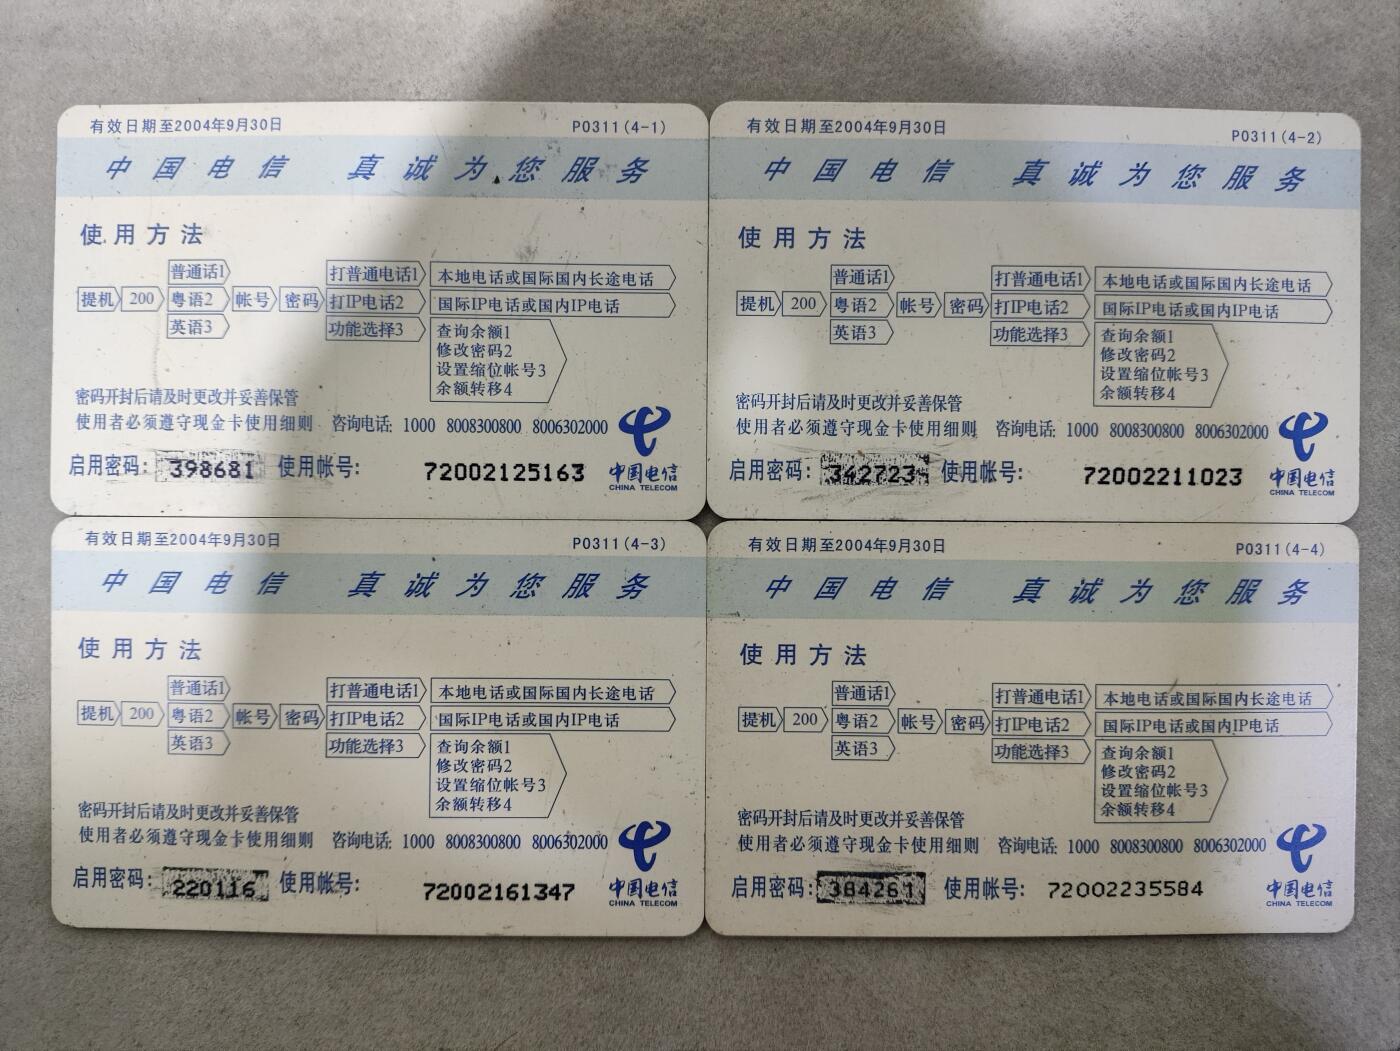 有效日期至2004年9月30日 P0311(4-1)
中国电信 真诚为您服务
使用方法
普通话1 打普通电话1 本地电话或国际国内长途电话
提机 200 粤语2 帐号 密码 打IP电话2 国际IP电话或国内IP电话
英语3 功能选择3 查询余额1
修改密码2
设置缩位帐号3
余额转移4
密码开封后请及时更改并妥善保管
使用者必须遵守现金卡使用细则 咨询电话: 1000 8008300800 8006302000
启用密码: 398681 使用帐号: 72002125163
中国电信
CHINA TELECOM
有效日期至2004年9月30日 P0311(4-2)
中国电信 真诚为您服务
使用方法
普通话1 打普通电话1 本地电话或国际国内长途电话
提机 200 粤语2 帐号 密码 打IP电话2 国际IP电话或国内IP电话
英语3 功能选择3 查询余额1
修改密码2
设置缩位帐号3
余额转移4
密码开封后请及时更改并妥善保管
使用者必须遵守现金卡使用细则 咨询电话: 1000 8008300800 8006302000
启用密码: 342723 使用帐号: 72002211023
中国电信
CHINA TELECOM
有效日期至2004年9月30日 P0311(4-3)
中国电信 真诚为您服务
使用方法
普通话1 打普通电话1 本地电话或国际国内长途电话
提机 200 粤语2 帐号 密码 打IP电话2 国际IP电话或国内IP电话
英语3 功能选择3 查询余额1
修改密码2
设置缩位帐号3
余额转移4
密码开封后请及时更改并妥善保管
使用者必须遵守现金卡使用细则 咨询电话: 1000 8008300800 8006302000
启用密码: 220116 使用帐号: 72002161347
中国电信
CHINA TELECOM
有效日期至2004年9月30日 P0311(4-4)
中国电信 真诚为您服务
使用方法
普通话1 打普通电话1 本地电话或国际国内长途电话
提机 200 粤语2 帐号 密码 打IP电话2 国际IP电话或国内IP电话
英语3 功能选择3 查询余额1
修改密码2
设置缩位帐号3
余额转移4
密码开封后请及时更改并妥善保管
使用者必须遵守现金卡使用细则 咨询电话: 1000 8008300800 8006302000
启用密码: 384261 使用帐号: 72002235584
中国电信
CHINA TELECOM